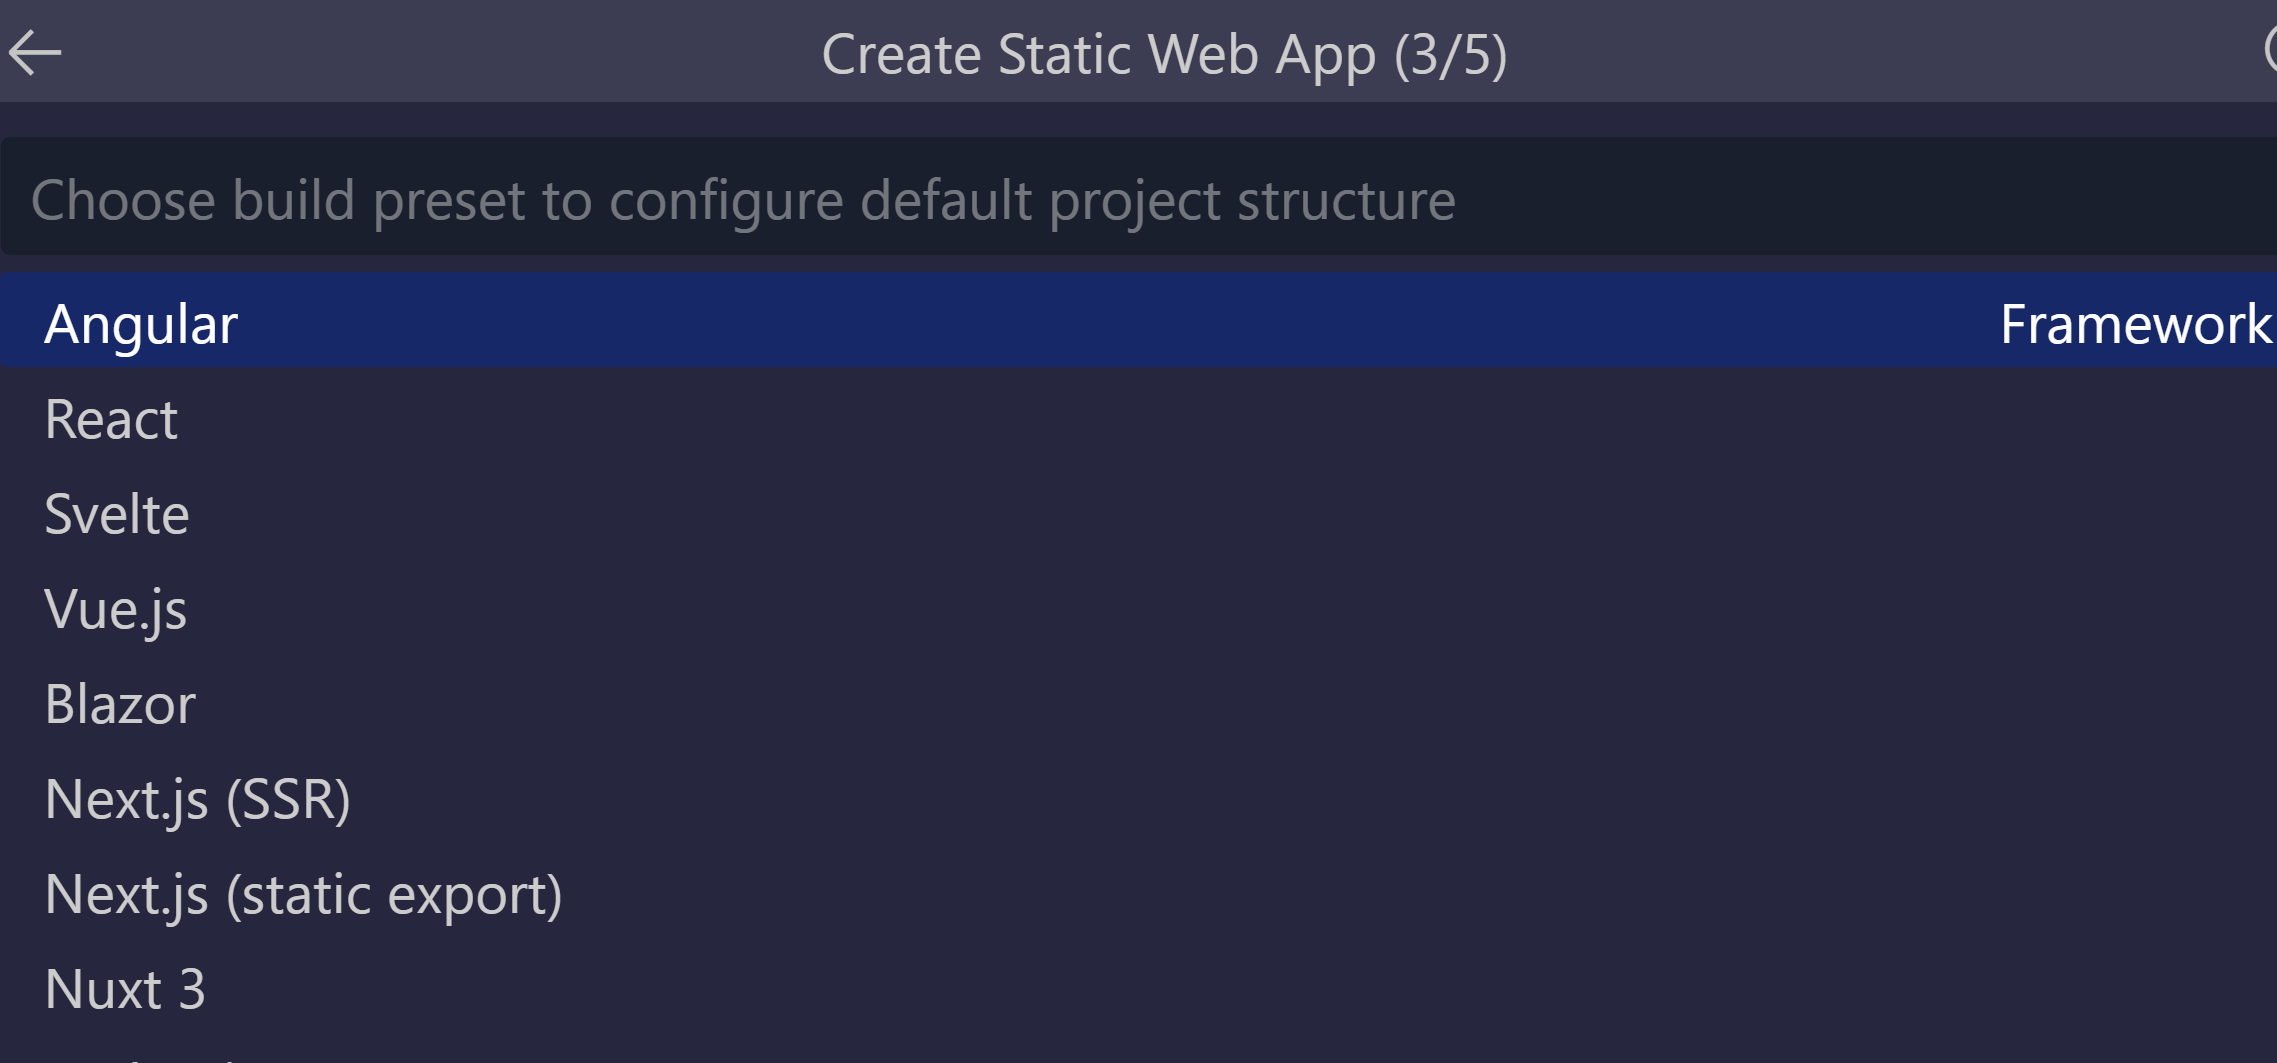 Create Static Web App (3/5)
Choose build preset to configure default project structure
Angular Framework
React
Svelte
Vue.js
Blazor
Next.js (SSR)
Next.js (static export)
Nuxt 3